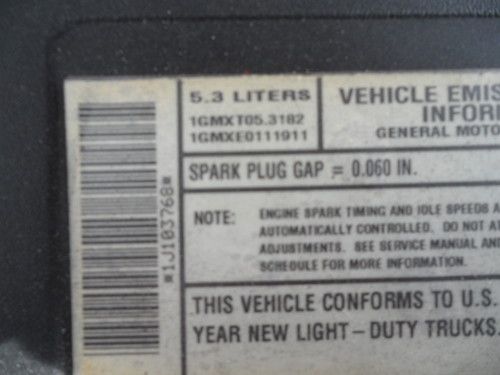 *1J103768*
5.3 LITERS
1GMXT05.3182
1GMXE0111911
VEHICLE EMIS
INFOR
GENERAL MOTO
SPARK PLUG GAP = 0.060 IN.
NOTE: ENGINE SPARK TIMING AND IDLE SPEEDS A
AUTOMATICALLY CONTROLLED. DO NOT AT
ADJUSTMENTS. SEE SERVICE MANUAL AND
SCHEDULE FOR MORE INFORMATION.
THIS VEHICLE CONFORMS TO U.S.
YEAR NEW LIGHT-DUTY TRUCKS.